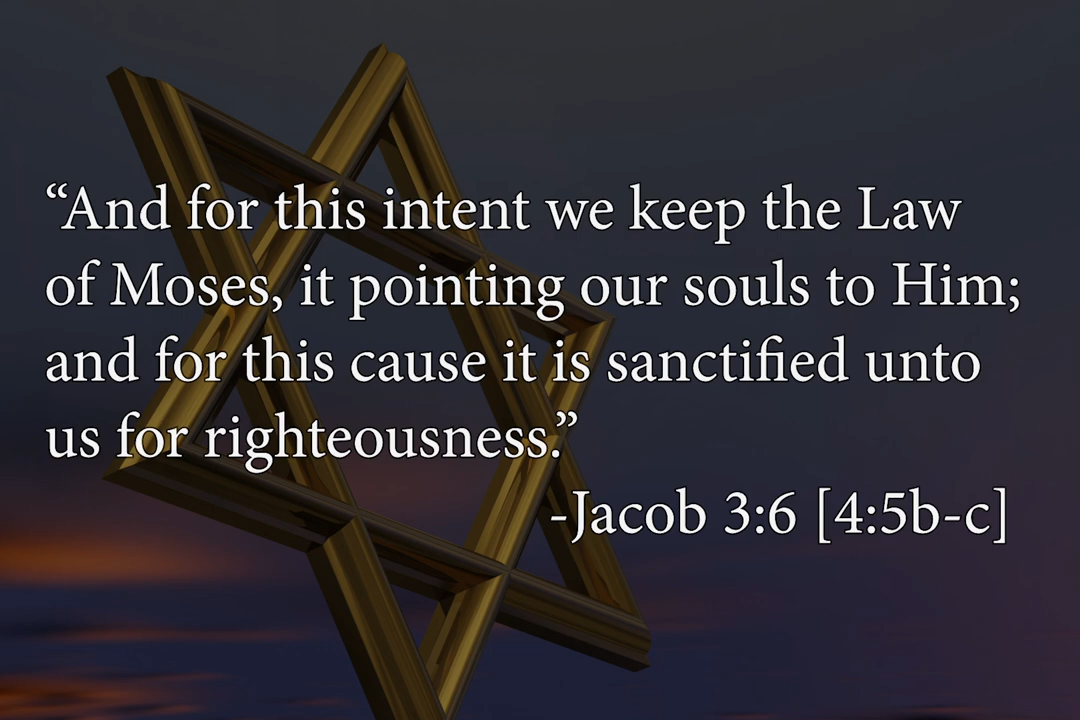 “And for this intent we keep the Law
of Moses, it pointing our souls to Him;
and for this cause it is sanctified unto
us for righteousness.”
-Jacob 3:6 [4:5b-c]